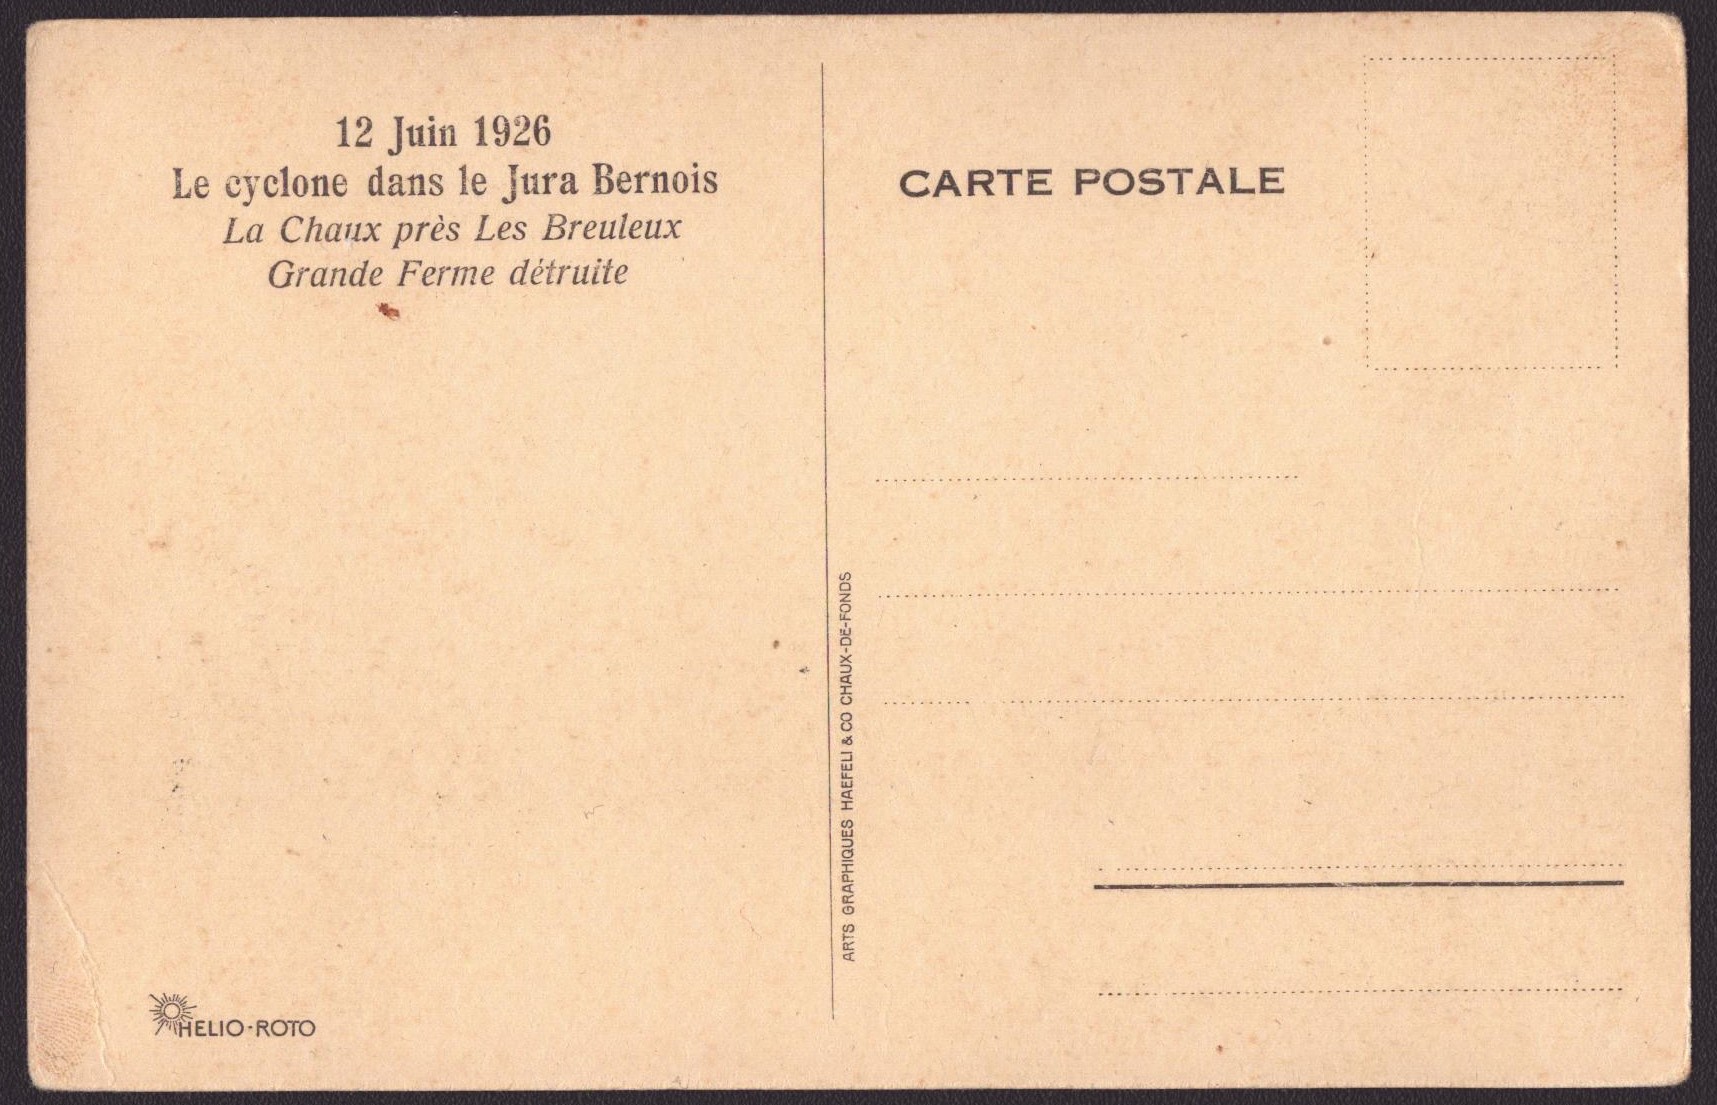 12 Juin 1926
Le cyclone dans le Jura Bernois
La Chaux près Les Breuleux
Grande Ferme détruite
HELIO-ROTO
ARTS GRAPHIQUES HAEFELI & CO CHAUX-DE-FONDS
CARTE POSTALE